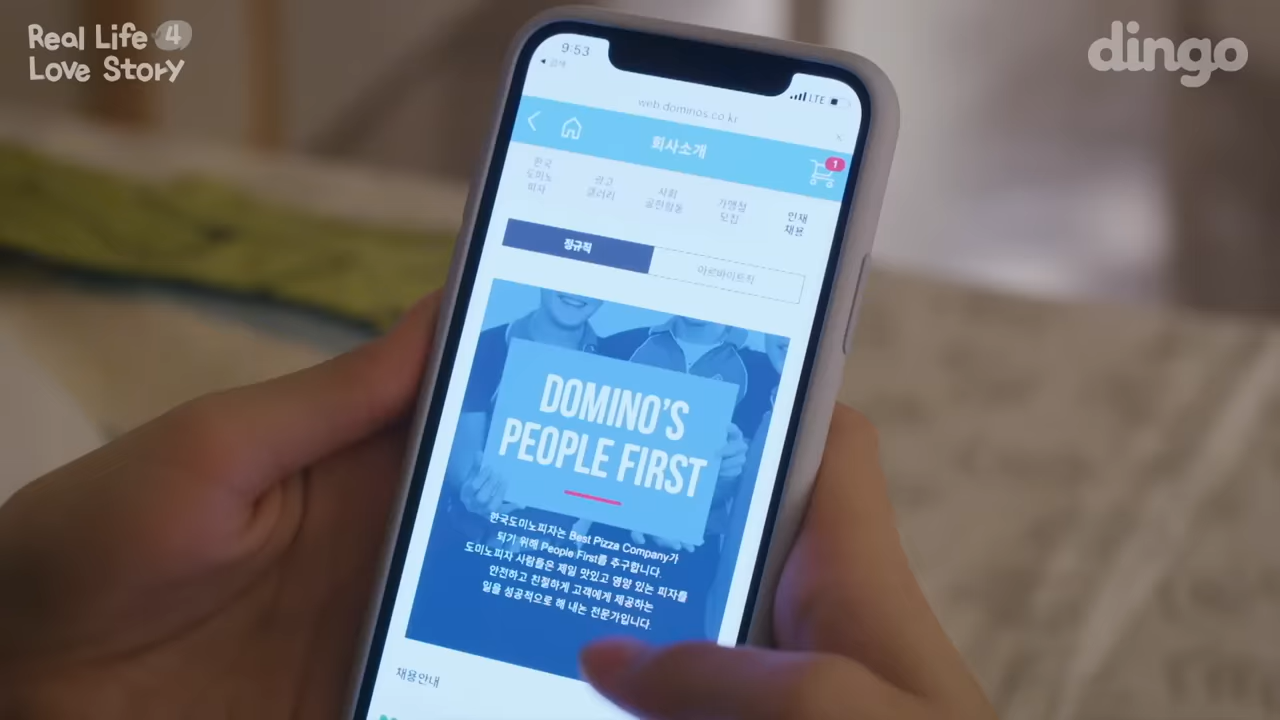 Real Life 4
Love Story
dingo
9:53
LTE
검색
web.dominos.co.kr
회사소개
1
한국
도미노
피자
광고
갤러리
사회
공헌활동
가맹점
모집
인재
채용
정규직
아르바이트직
DOMINO'S
PEOPLE FIRST
한국도미노피자는 Best Pizza Company가
되기 위해 People First를 추구합니다.
도미노피자 사람들은 제일 맛있고 영양 있는 피자를
안전하고 친절하게 고객에게 제공하는
일을 성공적으로 해 내는 전문가입니다.
채용안내